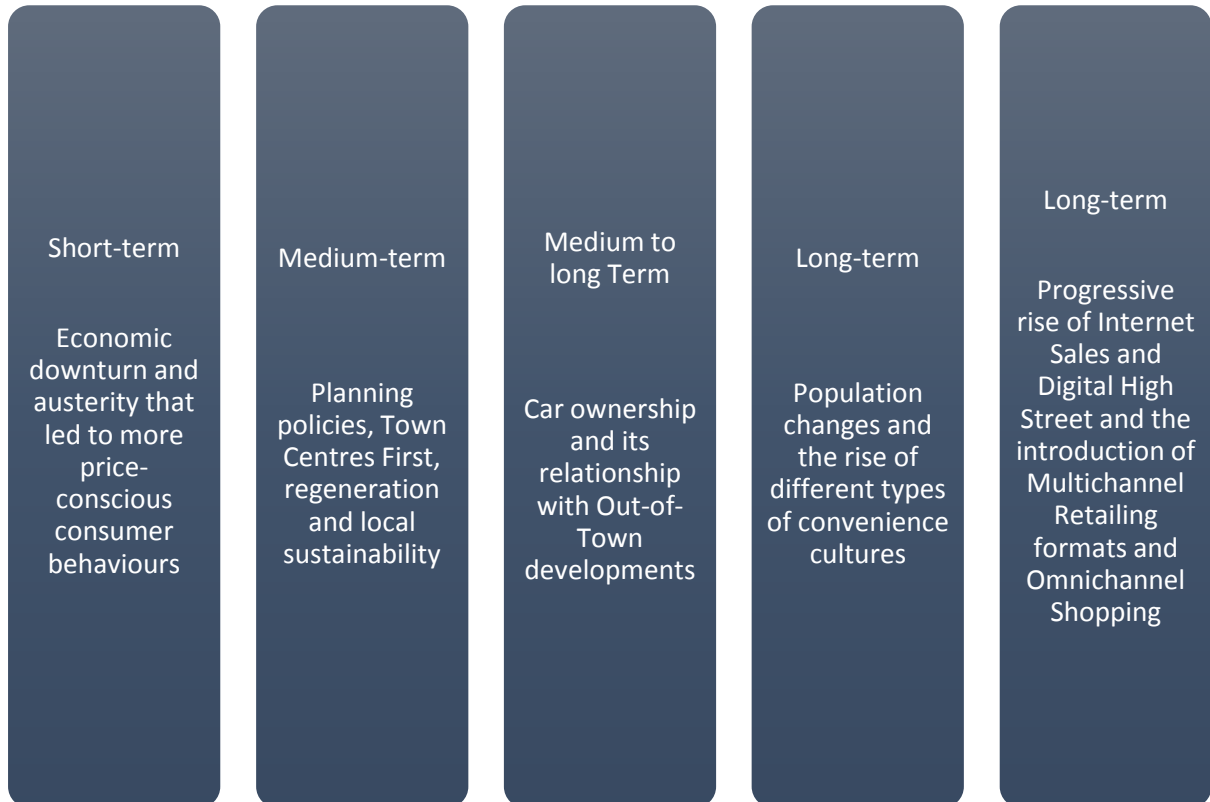 Short-term
Economic
downturn and
austerity that
led to more
price-
conscious
consumer
behaviours
Medium-term
Planning
policies, Town
Centres First,
regeneration
and local
sustainability
Medium to
long Term
Car ownership
and its
relationship
with Out-of-
Town
developments
Long-term
Population
changes and
the rise of
different types
of convenience
cultures
Long-term
Progressive
rise of Internet
Sales and
Digital High
Street and the
introduction of
Multichannel
Retailing
formats and
Omnichannel
Shopping